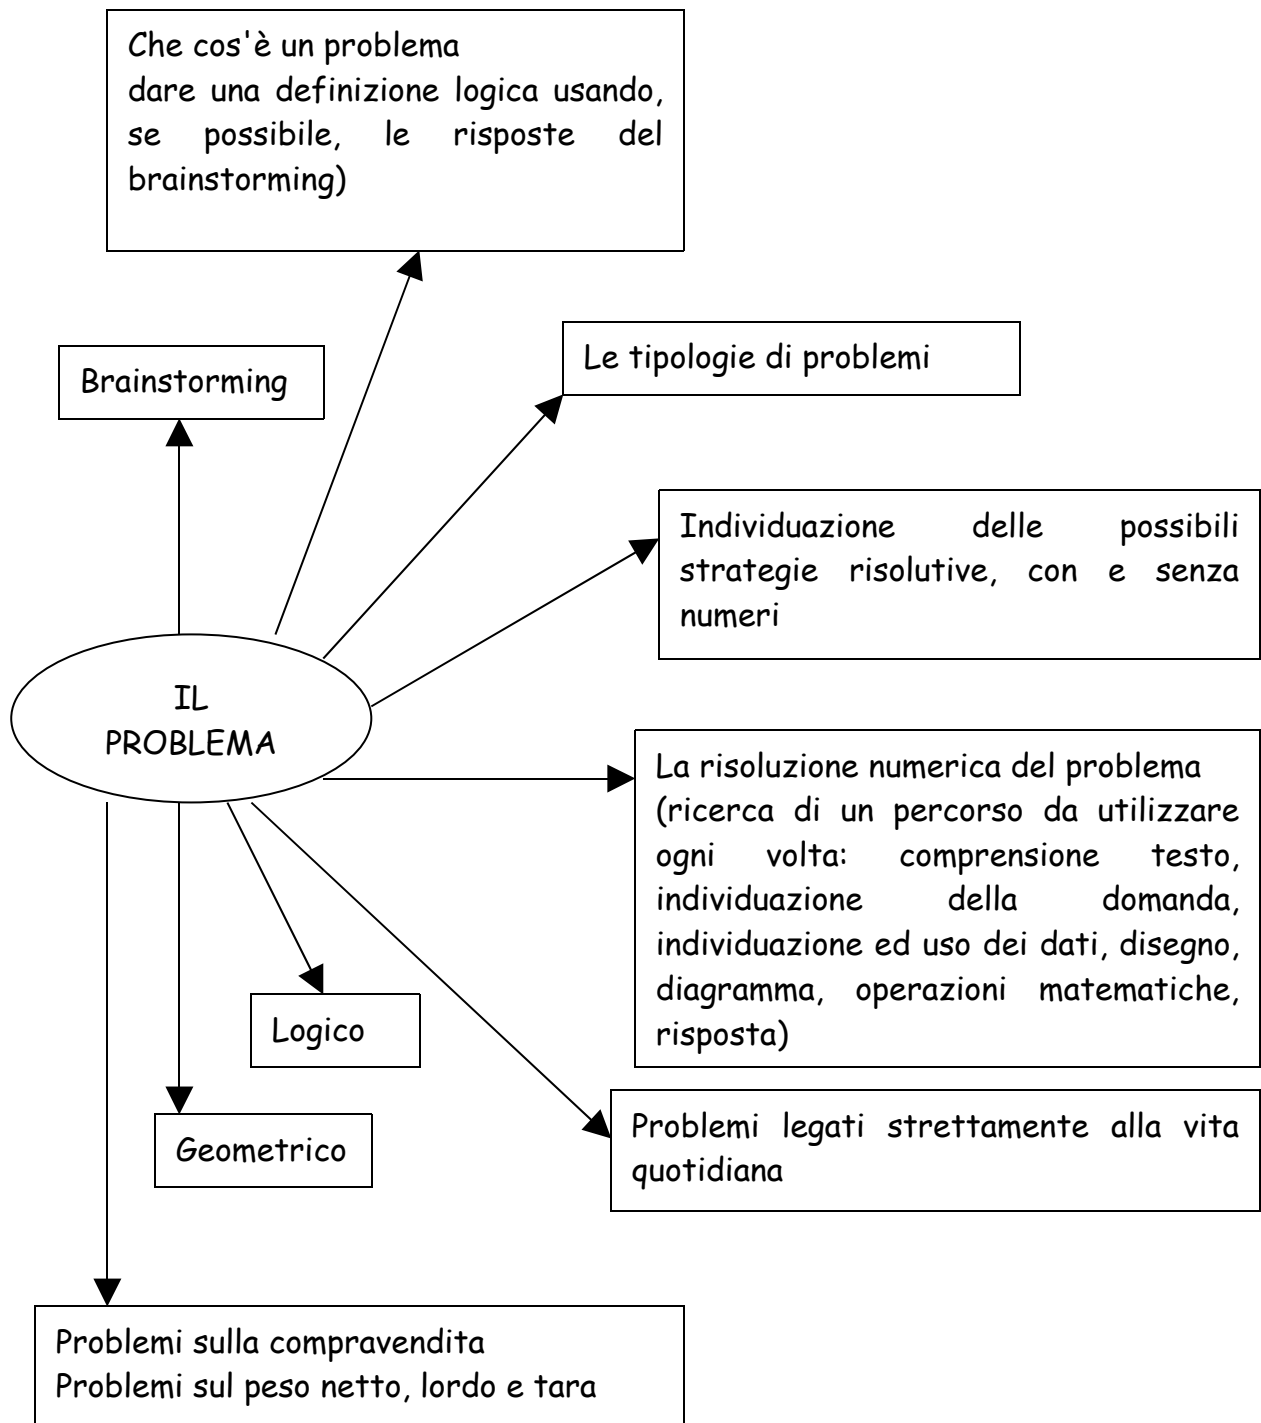 Che cos'è un problema
dare una definizione logica usando,
se possibile, le risposte del
brainstorming)
Le tipologie di problemi
Brainstorming
Individuazione delle possibili
strategie risolutive, con e senza
numeri
IL
PROBLEMA
La risoluzione numerica del problema
(ricerca di un percorso da utilizzare
ogni volta: comprensione testo,
individuazione della domanda,
individuazione ed uso dei dati, disegno,
diagramma, operazioni matematiche,
risposta)
Logico
Geometrico
Problemi legati strettamente alla vita
quotidiana
Problemi sulla compravendita
Problemi sul peso netto, lordo e tara